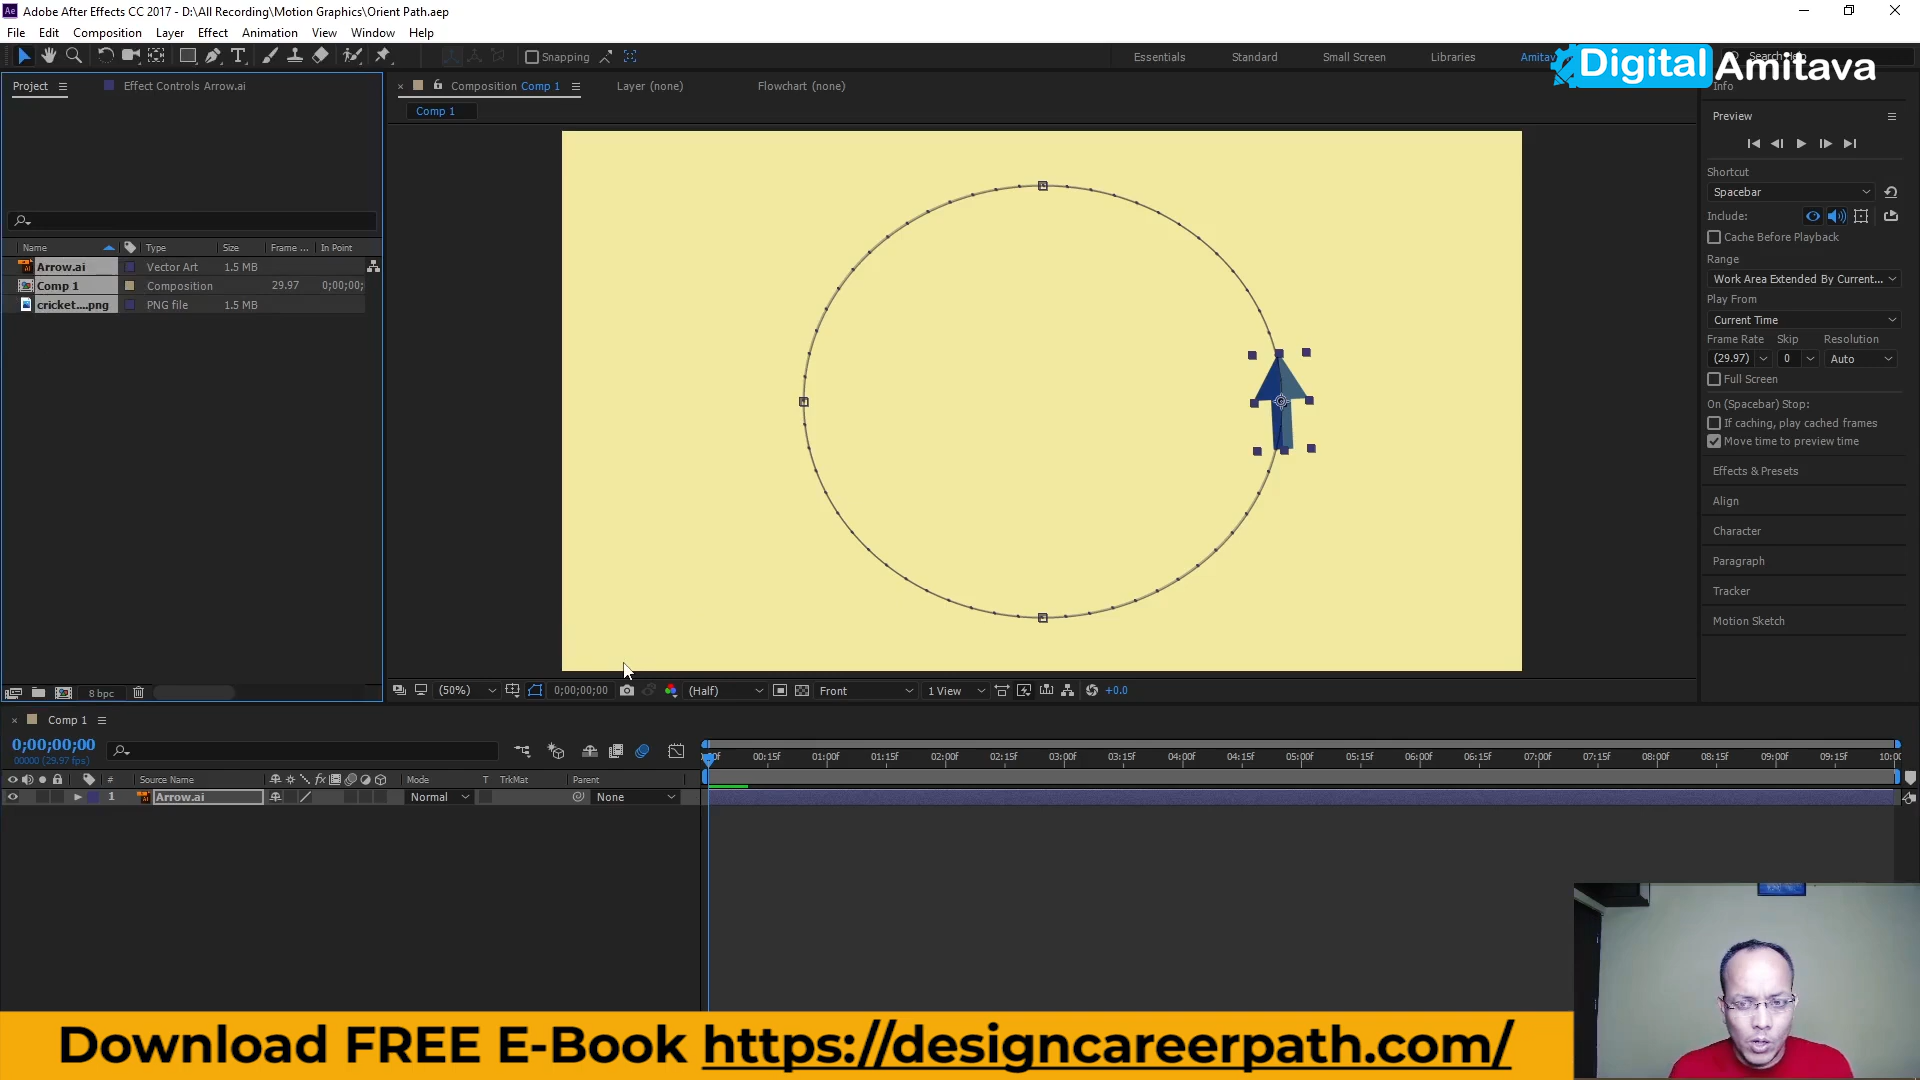 Adobe After Effects CC 2017 - D:\All Recording\Motion Graphics\Orient Path.aep
File Edit Composition Layer Effect Animation View Window Help
Snapping
Essentials Standard Small Screen Libraries Amitav
Digital Amitava
Project Effect Controls Arrow.ai
Composition Comp 1 Layer (none) Flowchart (none)
Info
Comp 1
Preview
Shortcut
Spacebar
Include:
Cache Before Playback
Range
Work Area Extended By Current...
Play From
Current Time
Frame Rate Skip Resolution
(29.97) 0 Auto
Full Screen
On (Spacebar) Stop:
If caching, play cached frames
Move time to preview time
Effects & Presets
Align
Character
Paragraph
Tracker
Motion Sketch
Name Type Size Frame ... In Point
Arrow.ai Vector Art 1.5 MB
Comp 1 Composition 29.97 0;00;00;
cricket....png PNG file 1.5 MB
8 bpc
(50%) 0;00;00;00 (Half) Front 1 View +0.0
Comp 1
0;00;00;00
00000 (29.97 fps)
00:15f 01:00f 01:15f 02:00f 02:15f 03:00f 03:15f 04:00f 04:15f 05:00f 05:15f 06:00f 06:15f 07:00f 07:15f 08:00f 08:15f 09:00f 09:15f 10:00
# Source Name fx Mode T TrkMat Parent
1 Arrow.ai Normal None
Download FREE E-Book https://designcareerpath.com/